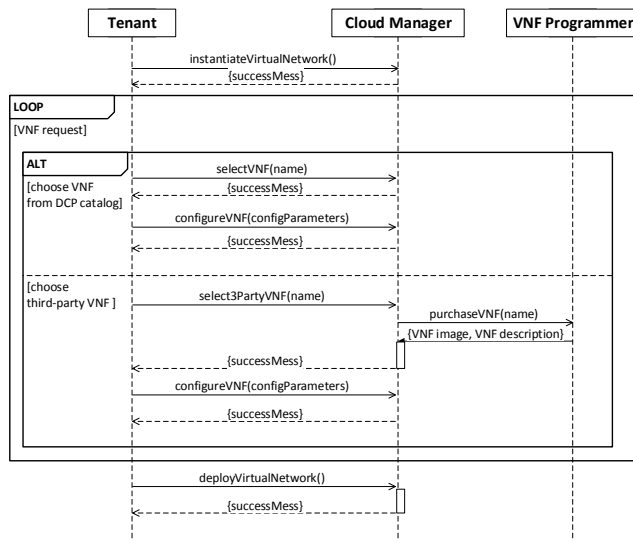 Tenant
Cloud Manager
VNF Programmer
instantiateVirtualNetwork()
{successMess}
LOOP
[VNF request]
ALT
[choose VNF
from DCP catalog]
selectVNF(name)
{successMess}
configureVNF(configParameters)
{successMess}
[choose
third-party VNF ]
select3PartyVNF(name)
purchaseVNF(name)
{VNF image, VNF description}
{successMess}
configureVNF(configParameters)
{successMess}
deployVirtualNetwork()
{successMess}